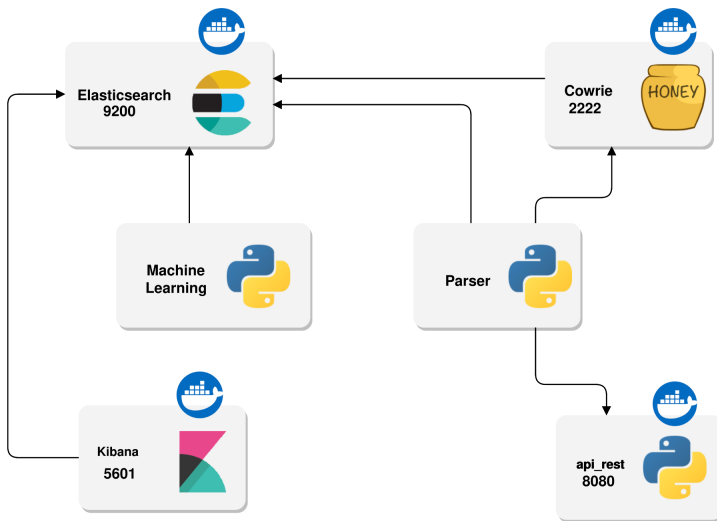 Elasticsearch
9200
Cowrie
2222
HONEY
Machine
Learning
Parser
Kibana
5601
api_rest
8080